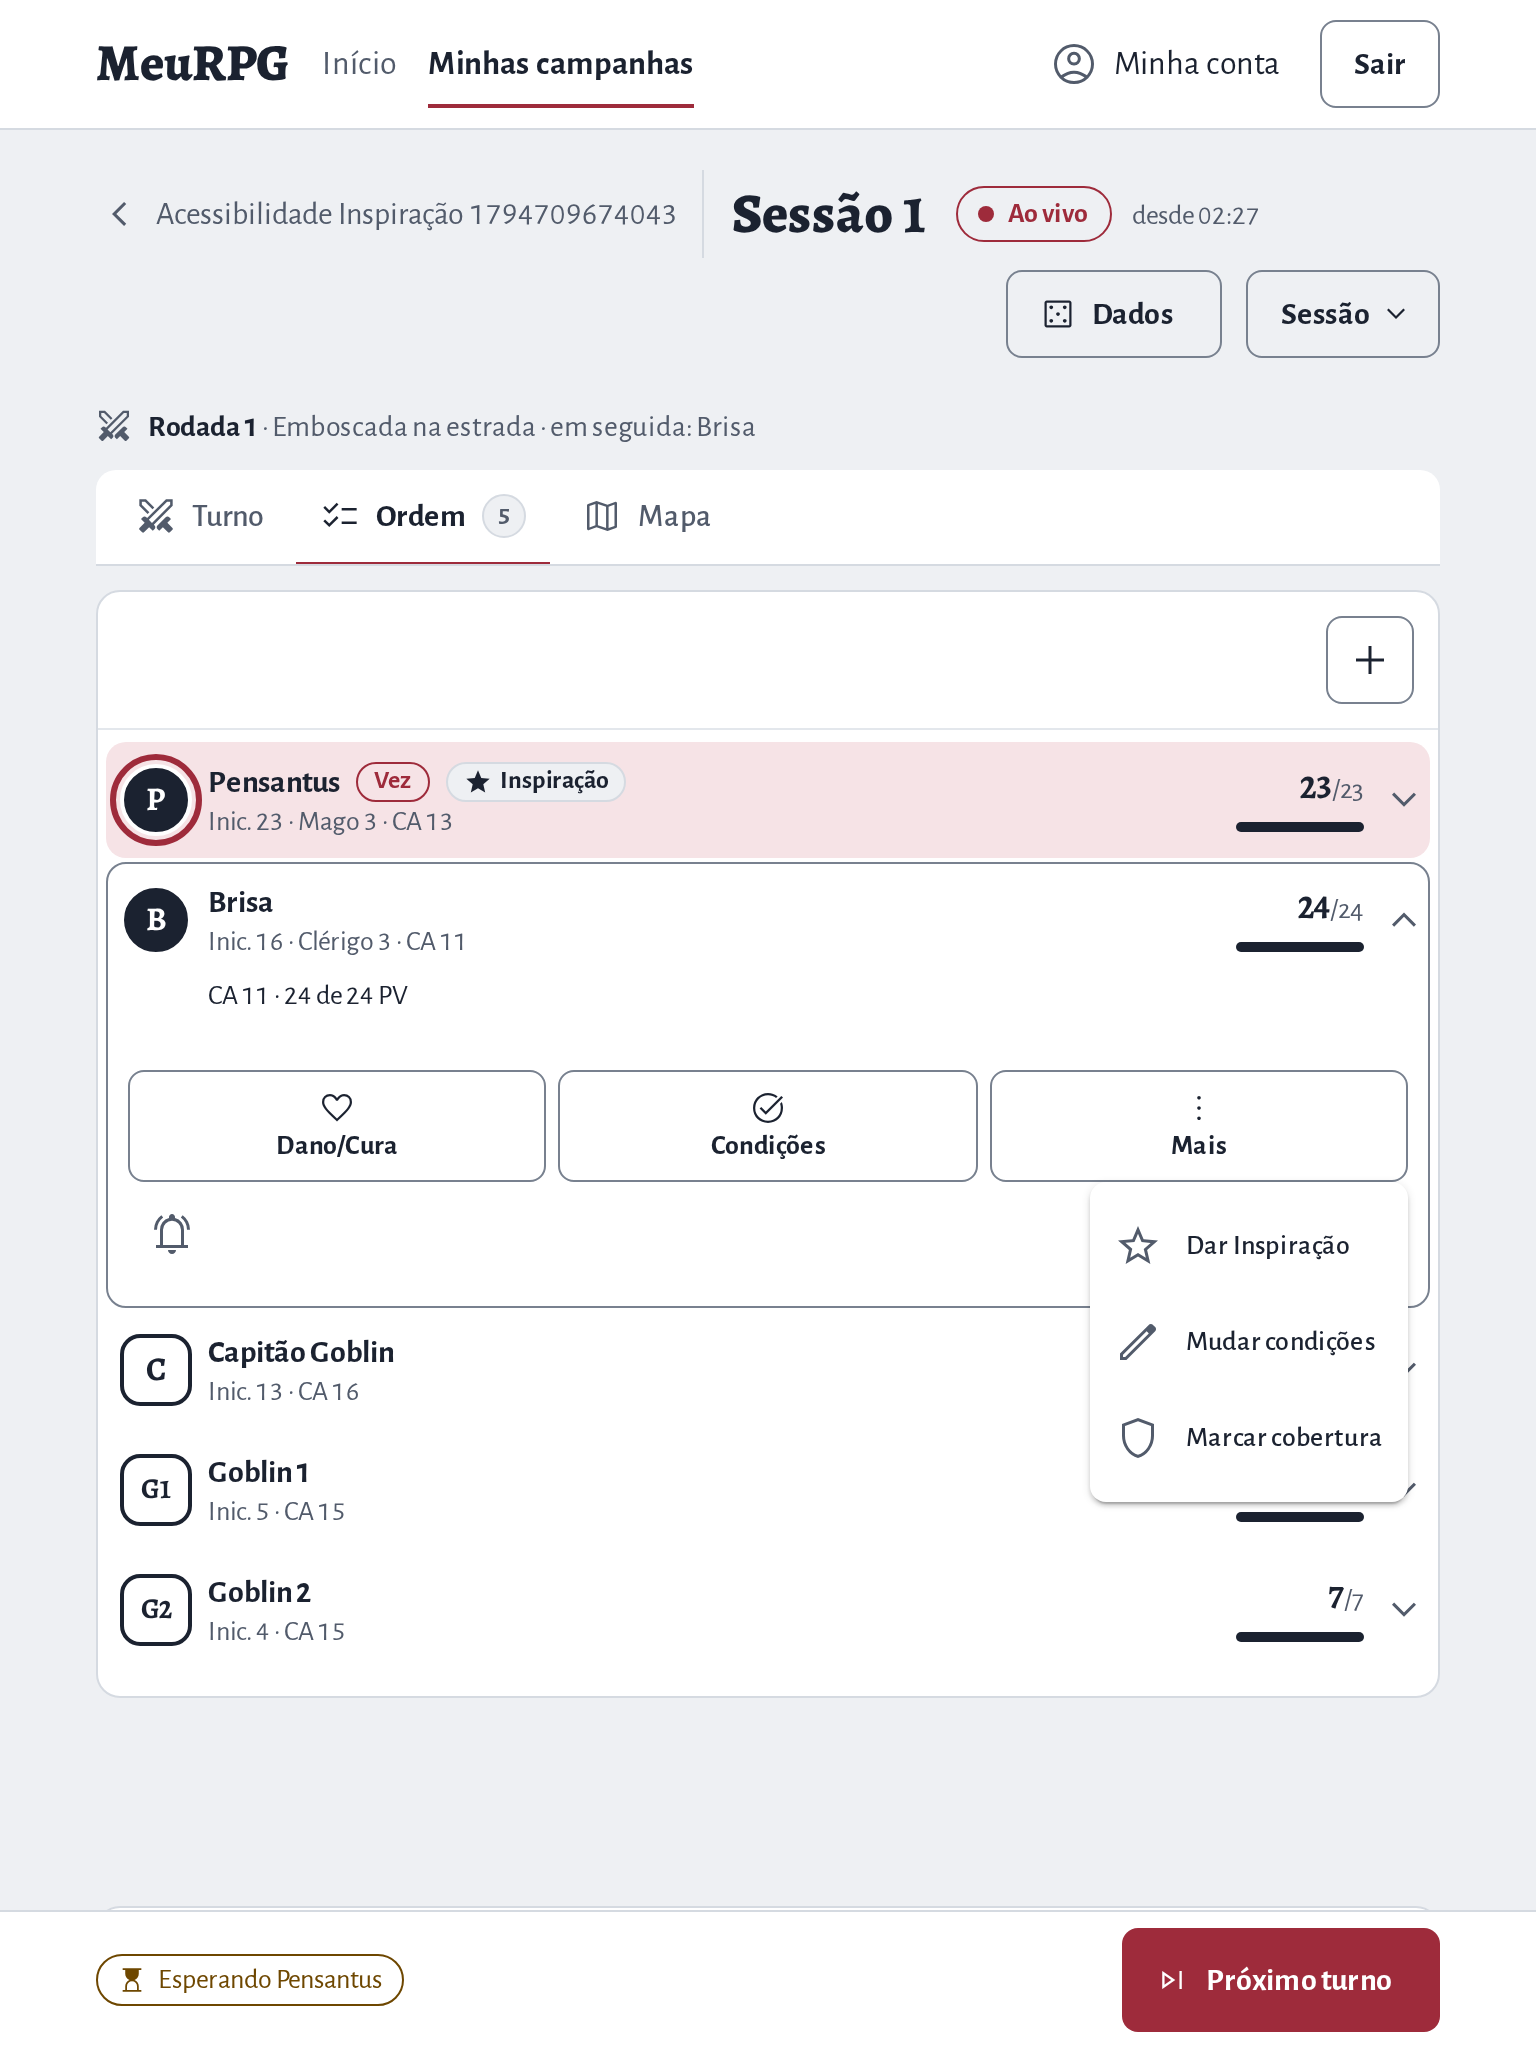 MeuRPG Início Minhas campanhas Minha conta Sair
Acessibilidade Inspiração 1794709674043 Sessão 1 Ao vivo desde 02:27
Dados Sessão
Rodada 1 · Emboscada na estrada · em seguida: Brisa
Turno Ordem 5 Mapa
P Pensantus Vez Inspiração 23/23
Inic. 23 · Mago 3 · CA 13
B Brisa 24/24
Inic. 16 · Clérigo 3 · CA 11
CA 11 · 24 de 24 PV
Dano/Cura Condições Mais
Dar Inspiração
Mudar condições
Marcar cobertura
C Capitão Goblin
Inic. 13 · CA 16
G1 Goblin 1
Inic. 5 · CA 15
G2 Goblin 2 7/7
Inic. 4 · CA 15
Esperando Pensantus Próximo turno